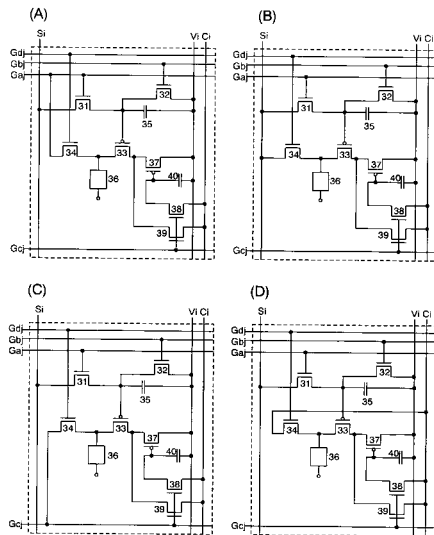 (A)
Si Vi Ci
Gdj
Gbj
Gaj
32
31
35
34 33
37
36
40
38
39
Gcj
(B)
Si Vi Ci
Gdj
Gbj
Gaj
32
31
35
34 33
37
36
40
38
39
Gcj
(C)
Si Vi Ci
Gdj
Gbj
Gaj
32
31
35
34 33
37
36
40
38
39
Gcj
(D)
Si Vi Ci
Gdj
Gbj
Gaj
32
31
35
34 33
37
36
40
38
39
Gcj